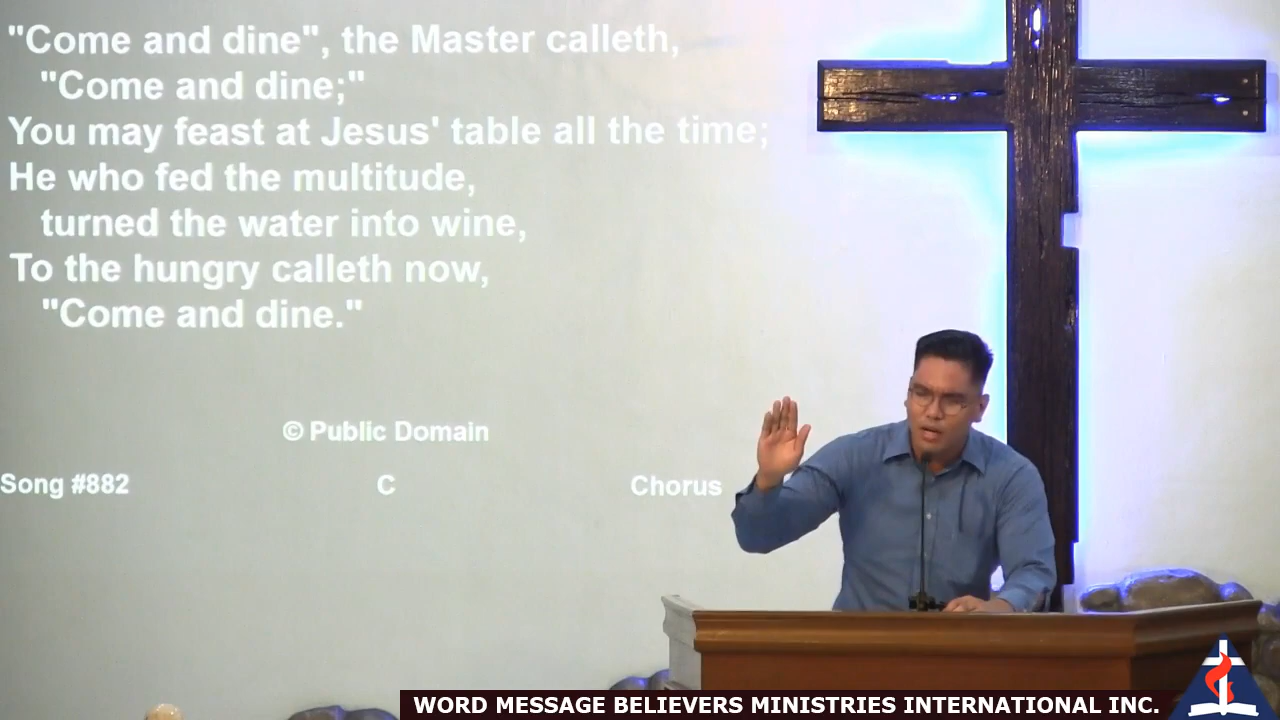 "Come and dine", the Master calleth,
"Come and dine;"
You may feast at Jesus' table all the time;
He who fed the multitude,
turned the water into wine,
To the hungry calleth now,
"Come and dine."
© Public Domain
Song #882 C Chorus
WORD MESSAGE BELIEVERS MINISTRIES INTERNATIONAL INC.